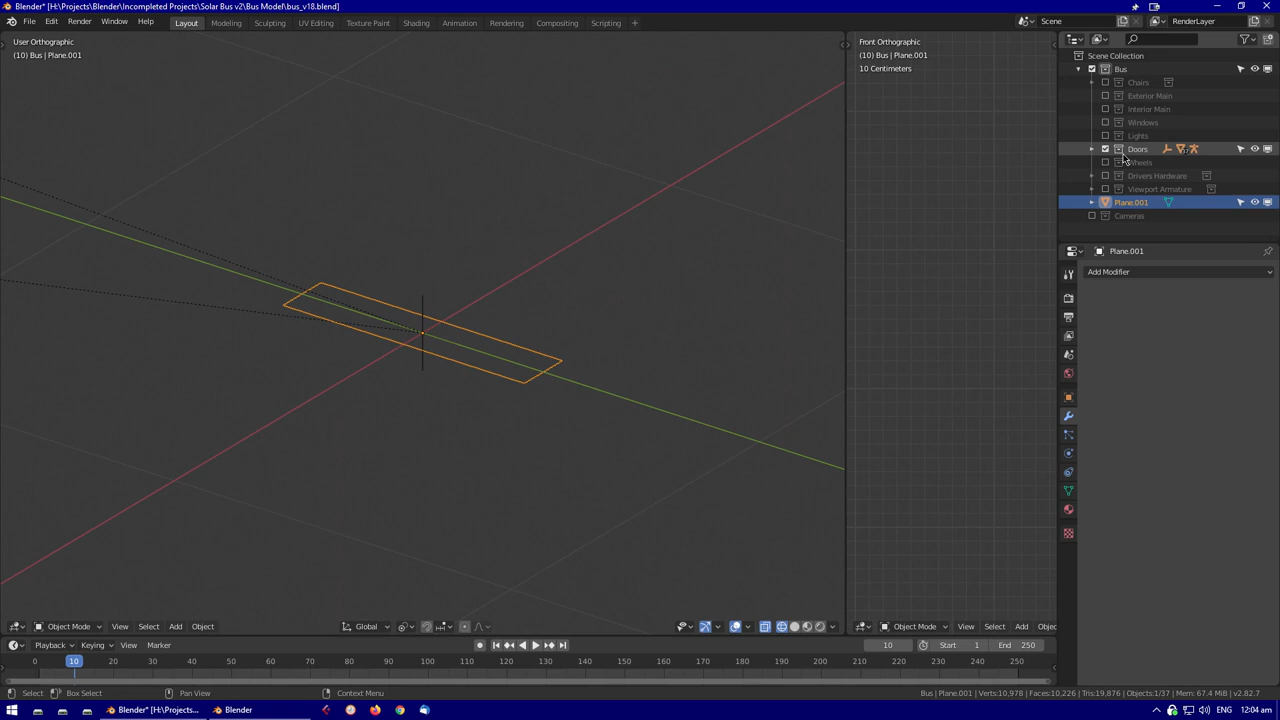 Blender* [H:\Projects\Blender\Incompleted Projects\Solar Bus v2\Bus Model\bus_v18.blend]
File Edit Render Window Help Layout Modeling Sculpting UV Editing Texture Paint Shading Animation Rendering Compositing Scripting + Scene RenderLayer
User Orthographic
(10) Bus | Plane.001
Front Orthographic
(10) Bus | Plane.001
10 Centimeters
Scene Collection
Bus
Chairs
Exterior Main
Interior Main
Windows
Lights
Doors
Wheels
Drivers Hardware
Viewport Armature
Plane.001
Cameras
Plane.001
Add Modifier
Object Mode View Select Add Object Global Object Mode View Select Add Objec
Playback Keying View Marker 10 Start 1 End 250
0 10 20 30 40 50 60 70 80 90 100 110 120 130 140 150 160 170 180 190 200 210 220 230 240 250
Select Box Select Pan View Context Menu Bus | Plane.001 | Verts:10,978 | Faces:10,226 | Tris:19,876 | Objects:1/37 | Mem: 67.4 MiB | v2.82.7
Blender* [H:\Projects... Blender ENG 12:04 am